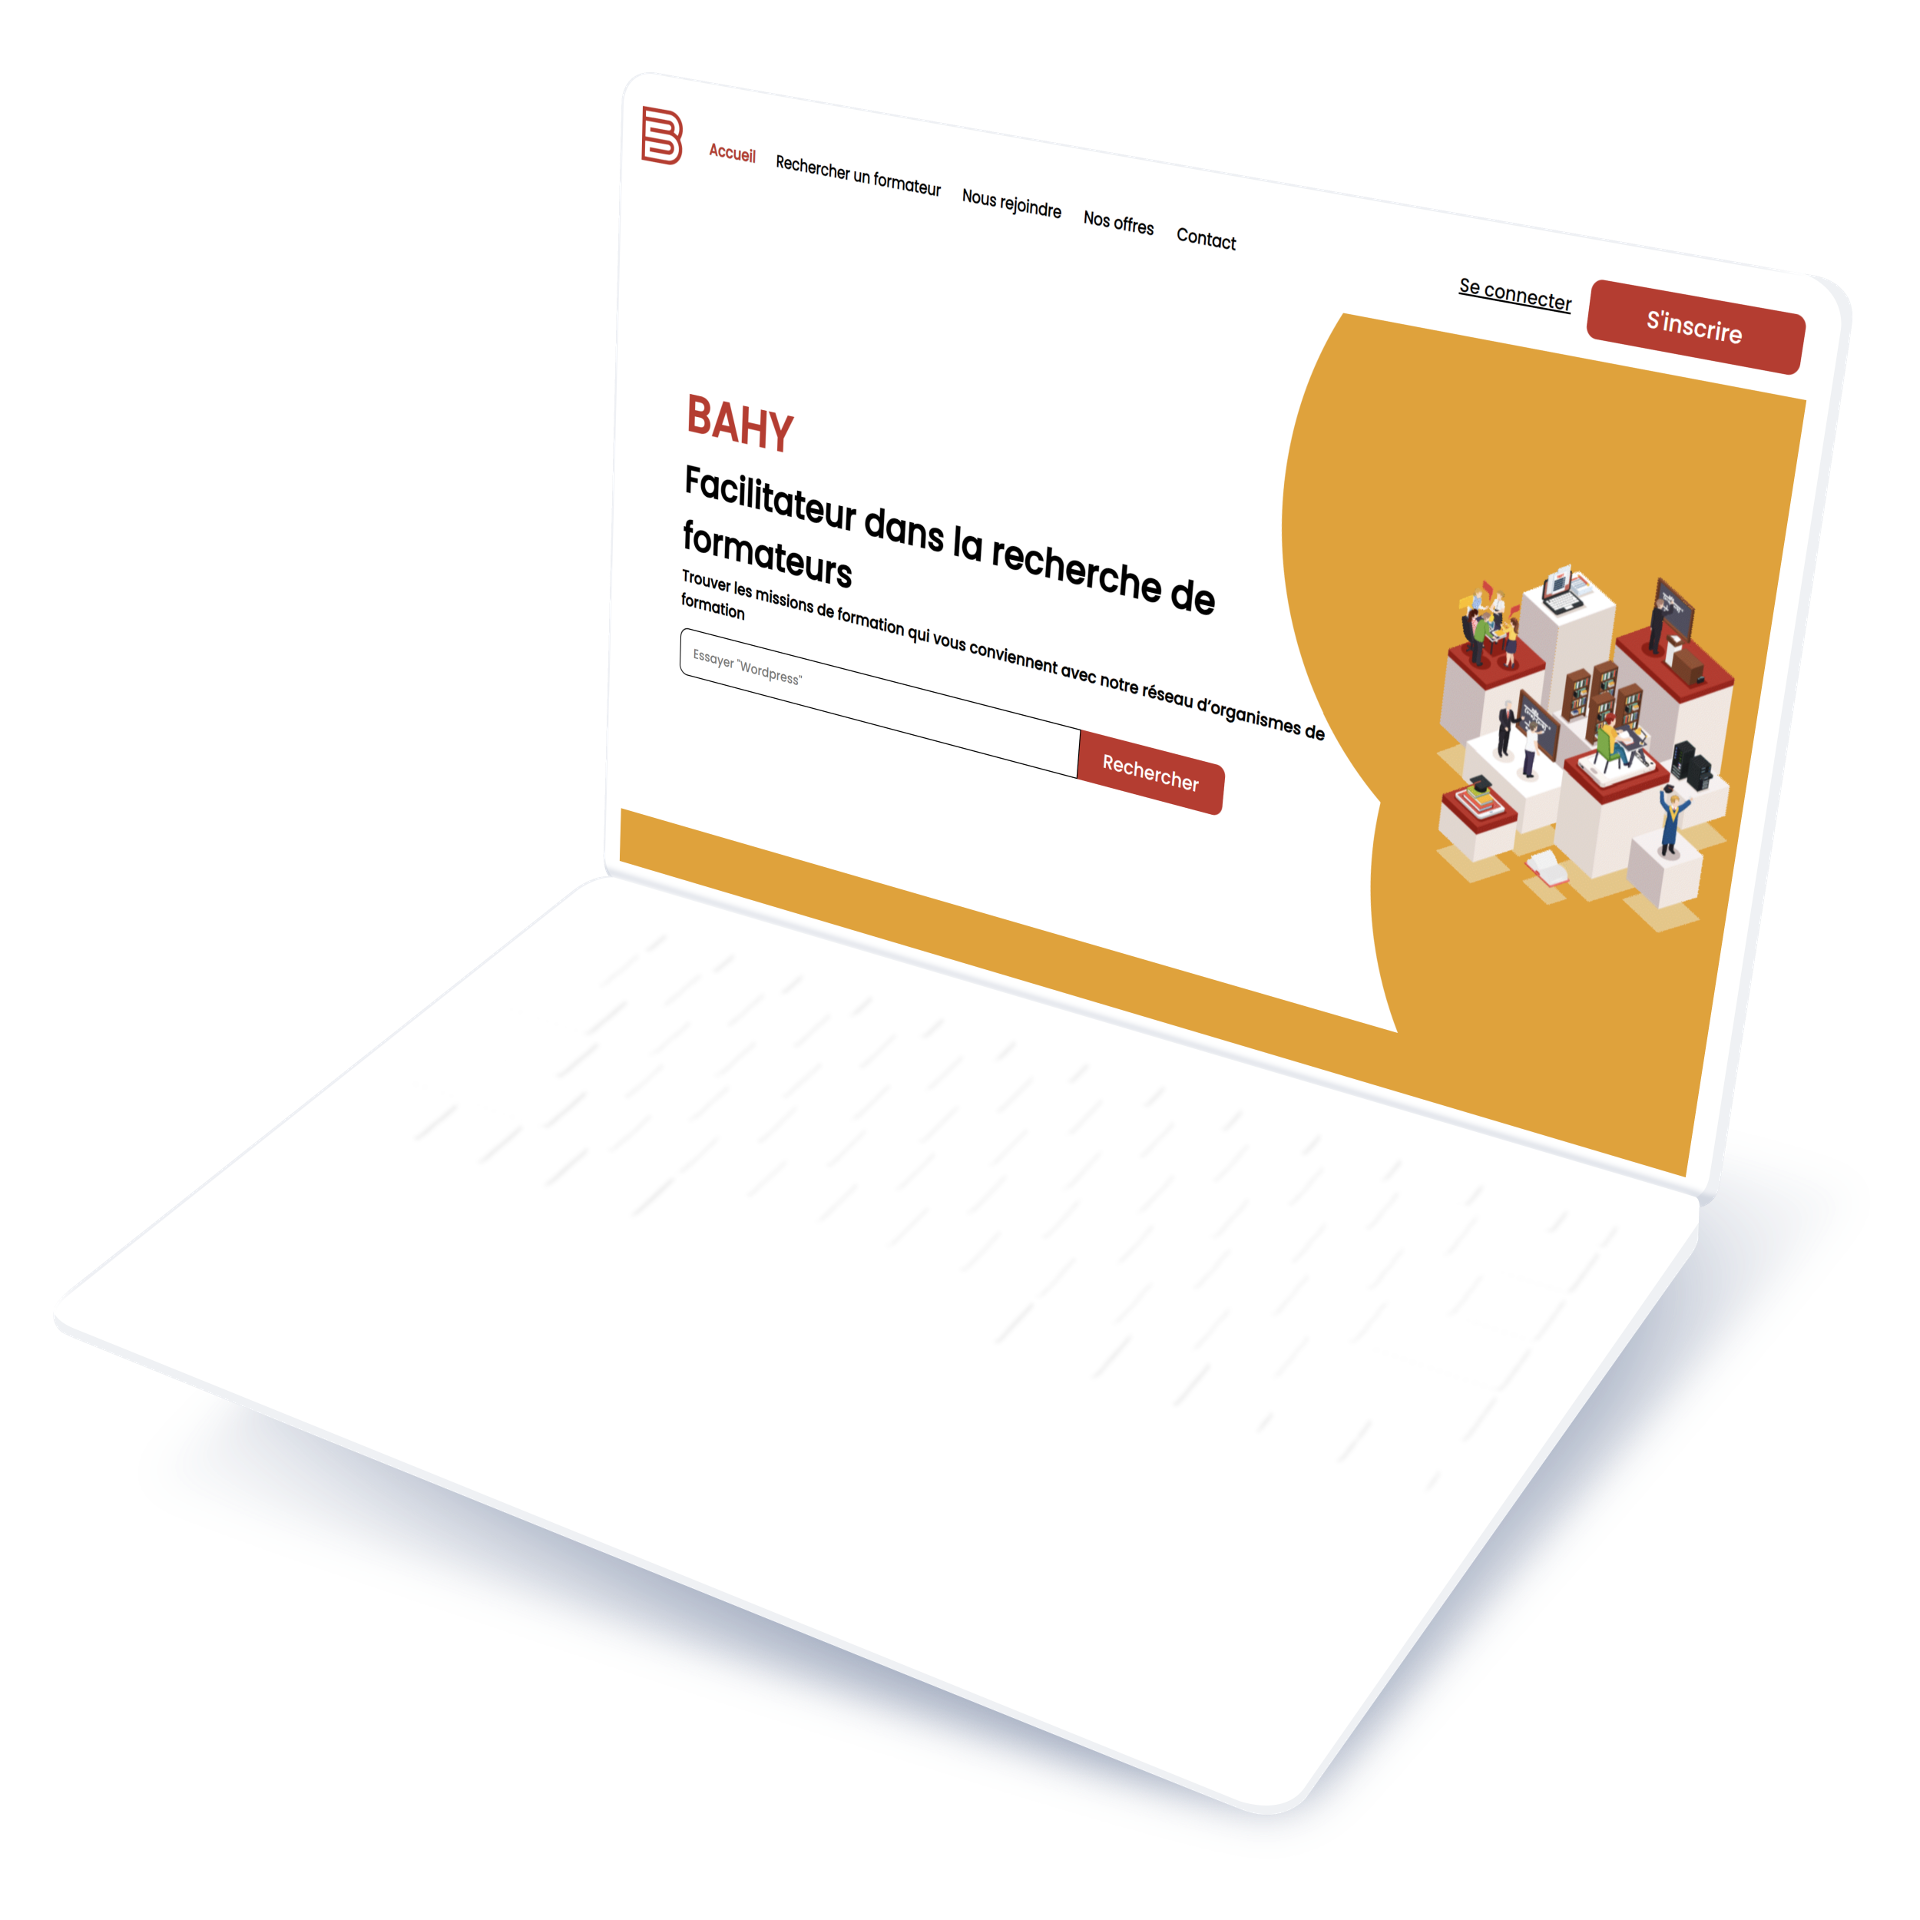 B
Accueil
Rechercher un formateur
Nous rejoindre
Nos offres
Contact
Se connecter
S'inscrire
BAHY
Facilitateur dans la recherche de
formateurs
Trouver les missions de formation qui vous conviennent avec notre réseau d'organismes de
formation
Essayer "Wordpress"
Rechercher